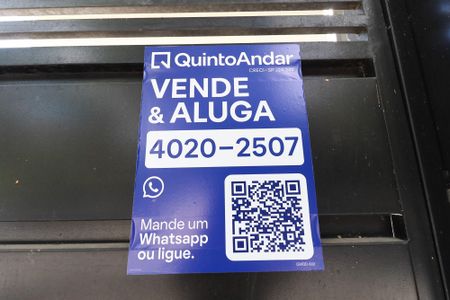 QuintoAndar
VENDE
& ALUGA
4020-2507
Mande um
Whatsapp
ou ligue.